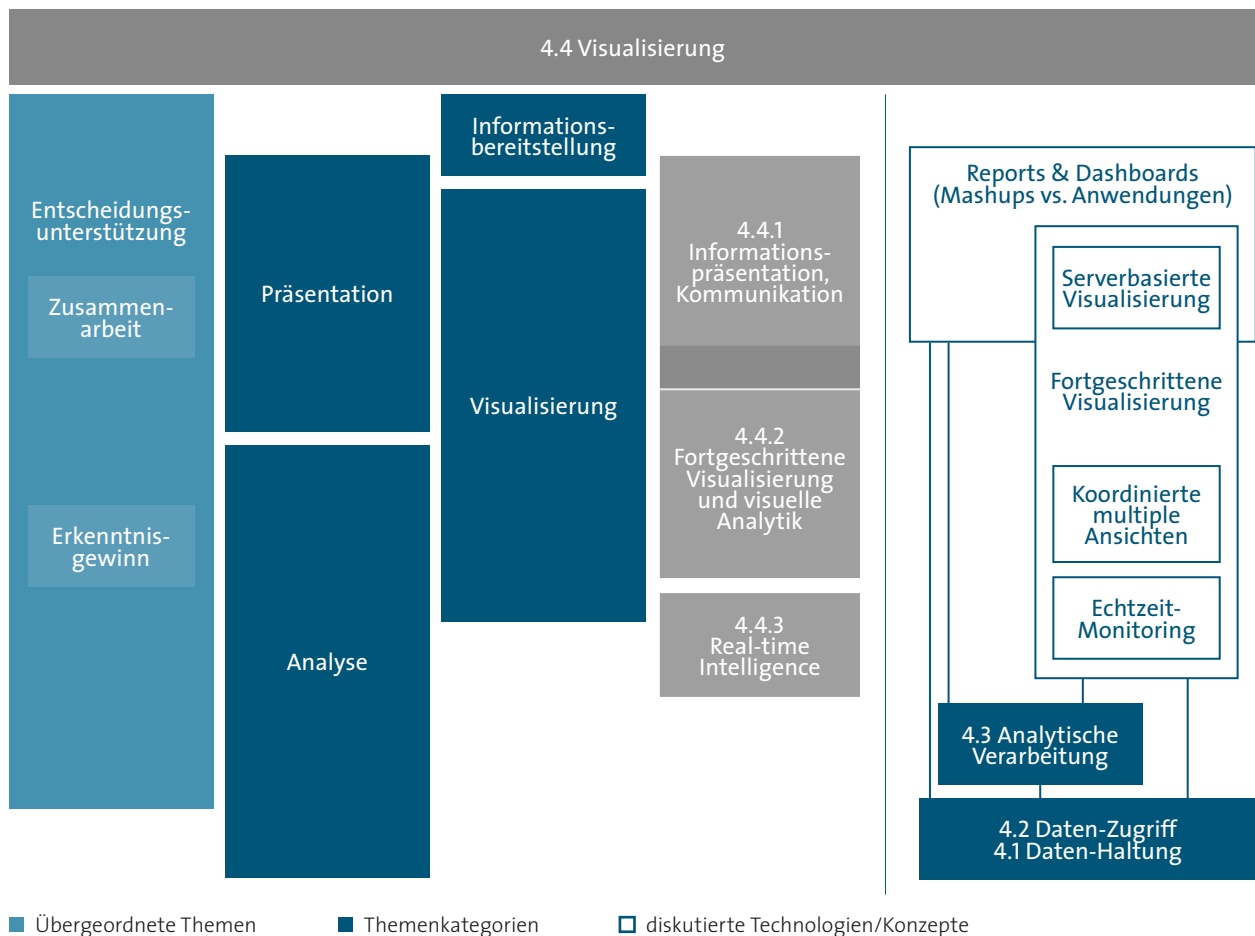 4.4 Visualisierung
Entscheidungs-
unterstützung
Zusammen-
arbeit
Erkenntnis-
gewinn
Präsentation
Analyse
Informations-
bereitstellung
Visualisierung
4.4.1
Informations-
präsentation,
Kommunikation
4.4.2
Fortgeschrittene
Visualisierung
und visuelle
Analytik
4.4.3
Real-time
Intelligence
Reports & Dashboards
(Mashups vs. Anwendungen)
Serverbasierte
Visualisierung
Fortgeschrittene
Visualisierung
Koordinierte
multiple
Ansichten
Echtzeit-
Monitoring
4.3 Analytische
Verarbeitung
4.2 Daten-Zugriff
4.1 Daten-Haltung
Übergeordnete Themen
Themenkategorien
diskutierte Technologien/Konzepte